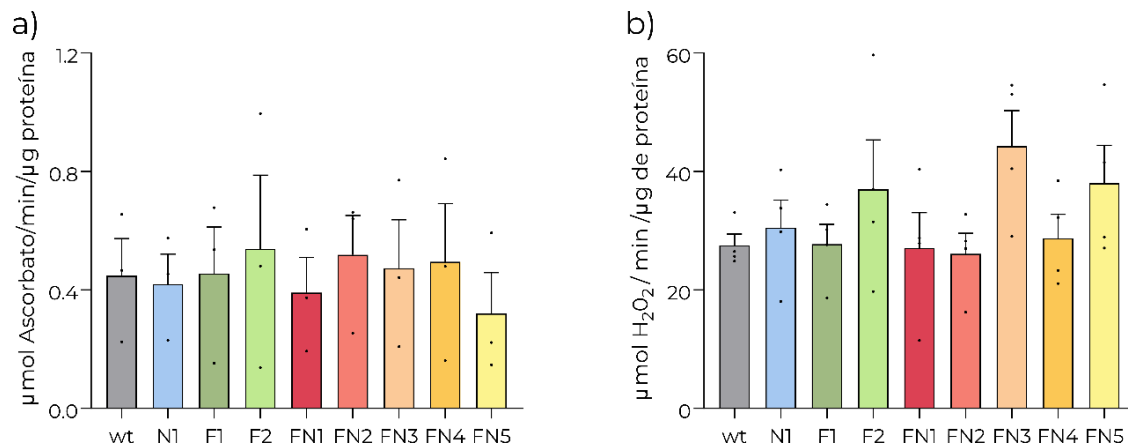 a)
μmol Ascorbato/min/μg proteína
1.2
0.8
0.4
0.0
wt N1 F1 F2 FN1 FN2 FN3 FN4 FN5
b)
μmol H₂O₂ / min /μg de proteína
60
40
20
0
wt N1 F1 F2 FN1 FN2 FN3 FN4 FN5